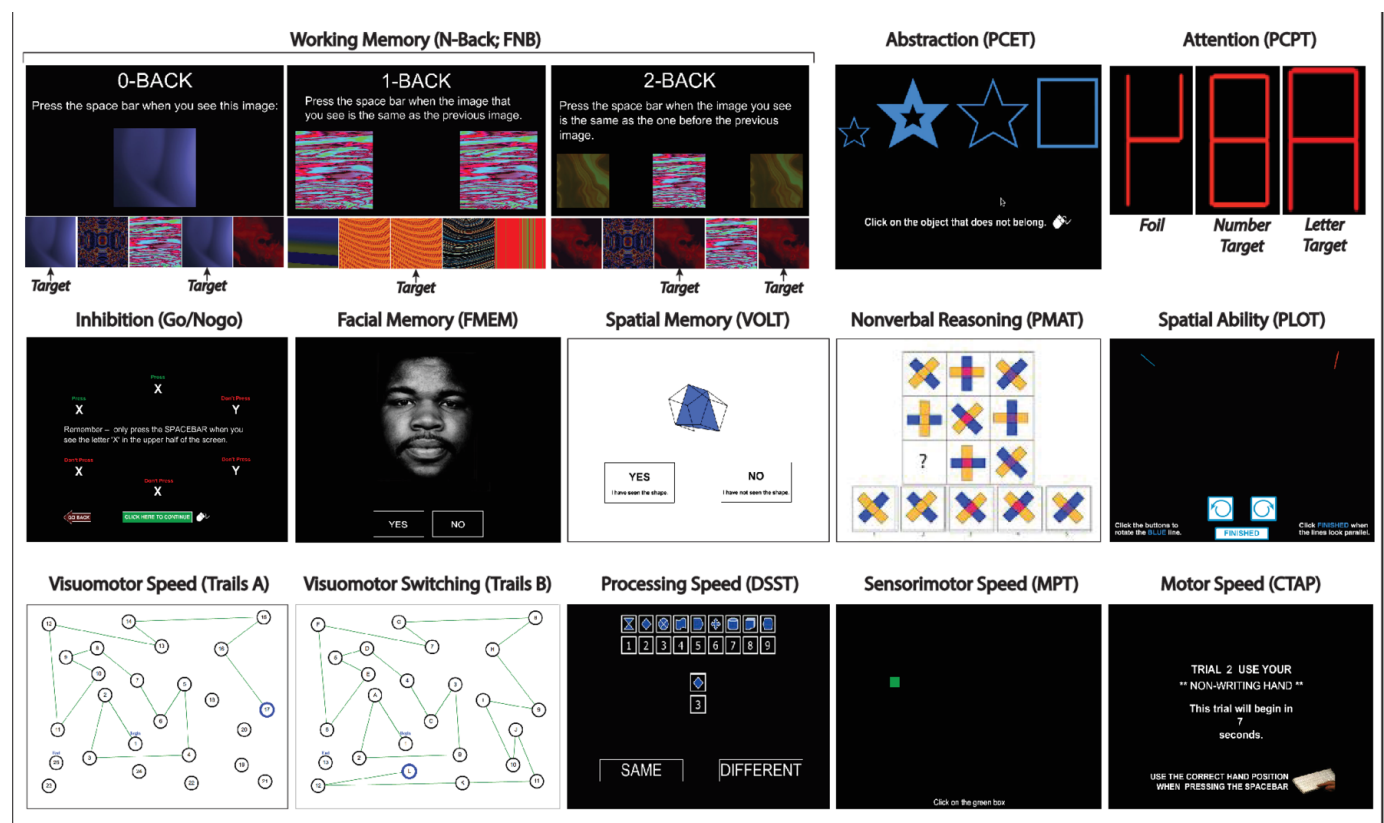 Working Memory (N-Back; FNB)
Abstraction (PCET)
Attention (PCPT)
0-BACK
Press the space bar when you see this image:
1-BACK
Press the space bar when the image that
you see is the same as the previous image.
2-BACK
Press the space bar when the image you see
is the same as the one before the previous
image.
Click on the object that does not belong.
Foil
Number
Target
Letter
Target
Target
Target
Target
Target
Target
Inhibition (Go/Nogo)
Facial Memory (FMEM)
Spatial Memory (VOLT)
Nonverbal Reasoning (PMAT)
Spatial Ability (PLOT)
Press
X
Press
X
Don't Press
Y
Remember – only press the SPACEBAR when you
see the letter 'X' in the upper half of the screen.
Don't Press
X
Don't Press
Y
Don't Press
X
GO BACK
CLICK HERE TO CONTINUE
YES
NO
YES
I have seen the shape.
NO
I have not seen the shape.
?
1 2 3 4 5
Click the buttons to
rotate the BLUE line.
FINISHED
Click FINISHED when
the lines look parallel.
Visuomotor Speed (Trails A)
Visuomotor Switching (Trails B)
Processing Speed (DSST)
Sensorimotor Speed (MPT)
Motor Speed (CTAP)
1 2 3 4 5 6 7 8 9
3
SAME
DIFFERENT
Click on the green box
TRIAL 2 USE YOUR
** NON-WRITING HAND **
This trial will begin in
7
seconds.
USE THE CORRECT HAND POSITION
WHEN PRESSING THE SPACEBAR